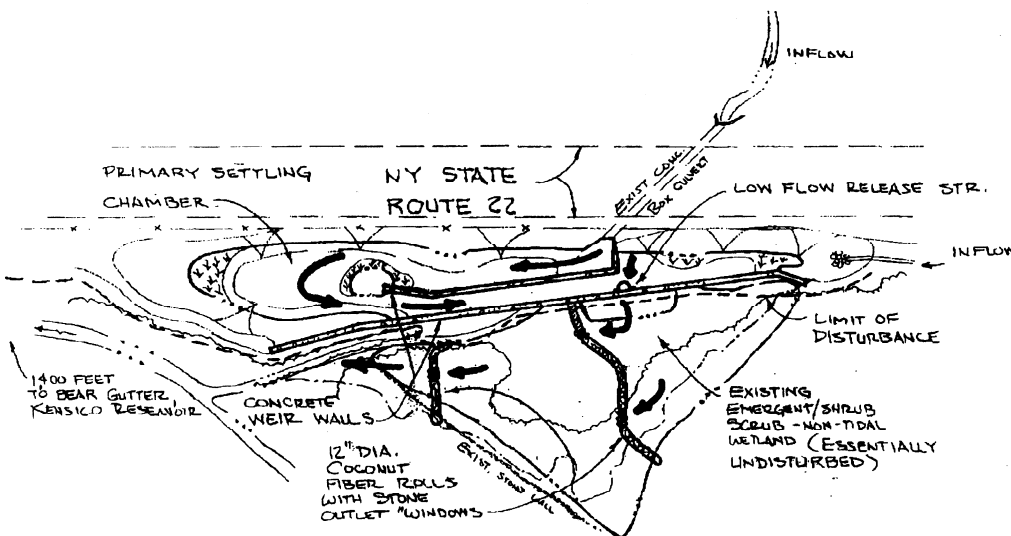 INFLOW
EXIST CONC.
BOX CULVERT
PRIMARY SETTLING
CHAMBER
NY STATE
ROUTE 22
LOW FLOW RELEASE STR.
INFLOW
LIMIT OF
DISTURBANCE
1400 FEET
TO BEAR GUTTER,
KENSICO RESERVOIR
CONCRETE
WEIR WALLS
12" DIA.
COCONUT
FIBER ROLLS
WITH STONE
OUTLET "WINDOWS
EXIST. STONE WALL
EXISTING
EMERGENT/SHRUB
SCRUB - NON-TIDAL
WETLAND (ESSENTIALLY
UNDISTURBED)